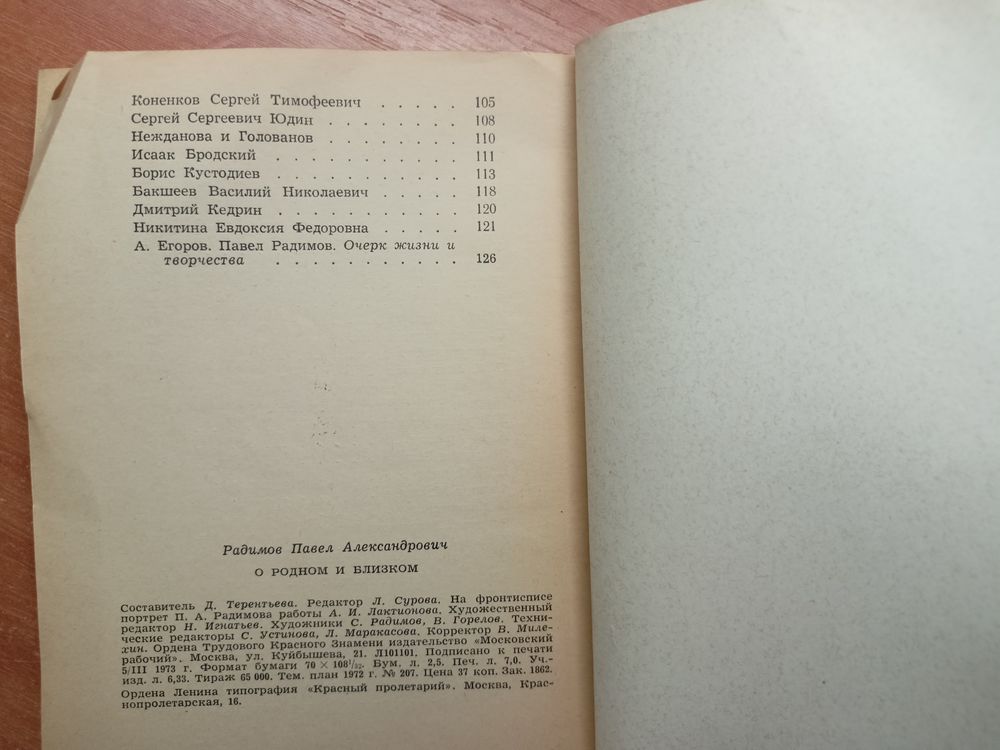 Коненков Сергей Тимофеевич . . . . . 105
Сергей Сергеевич Юдин . . . . . . . . 108
Нежданова и Голованов . . . . . . . . 110
Исаак Бродский . . . . . . . . . . . 111
Борис Кустодиев . . . . . . . . . . . 113
Бакшеев Василий Николаевич . . . . . 118
Дмитрий Кедрин . . . . . . . . . . . 120
Никитина Евдоксия Федоровна . . . . . 121
А. Егоров. Павел Радимов. Очерк жизни и
творчества . . . . . . . . . . . 126
Радимов Павел Александрович
О РОДНОМ И БЛИЗКОМ
Составитель Д. Терентьева. Редактор Л. Сурова. На фронтисписе
портрет П. А. Радимова работы А. И. Лактионова. Художественный
редактор Н. Игнатьев. Художники С. Радимов, В. Горелов. Техни-
ческие редакторы С. Устинова, Л. Маракасова. Корректор В. Миле-
хин. Ордена Трудового Красного Знамени издательство «Московский
рабочий». Москва, ул. Куйбышева, 21. Л101101. Подписано к печати
5/III 1973 г. Формат бумаги 70 × 108¹/₃₂. Бум. л. 2,5. Печ. л. 7,0. Уч.-
изд. л. 6,33. Тираж 65 000. Тем. план 1972 г. № 207. Цена 37 коп. Зак. 1862.
Ордена Ленина типография «Красный пролетарий». Москва, Крас-
нопролетарская, 16.